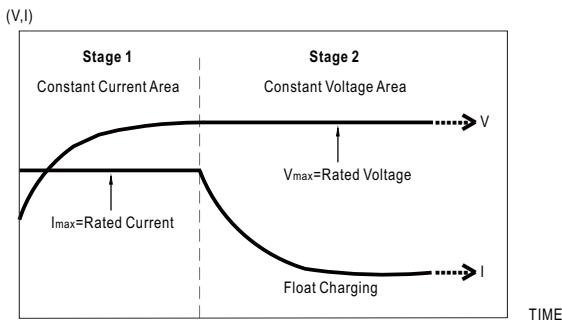 (V,I)
Stage 1
Stage 2
Constant Current Area
Constant Voltage Area
V
Vmax=Rated Voltage
Imax=Rated Current
I
Float Charging
TIME